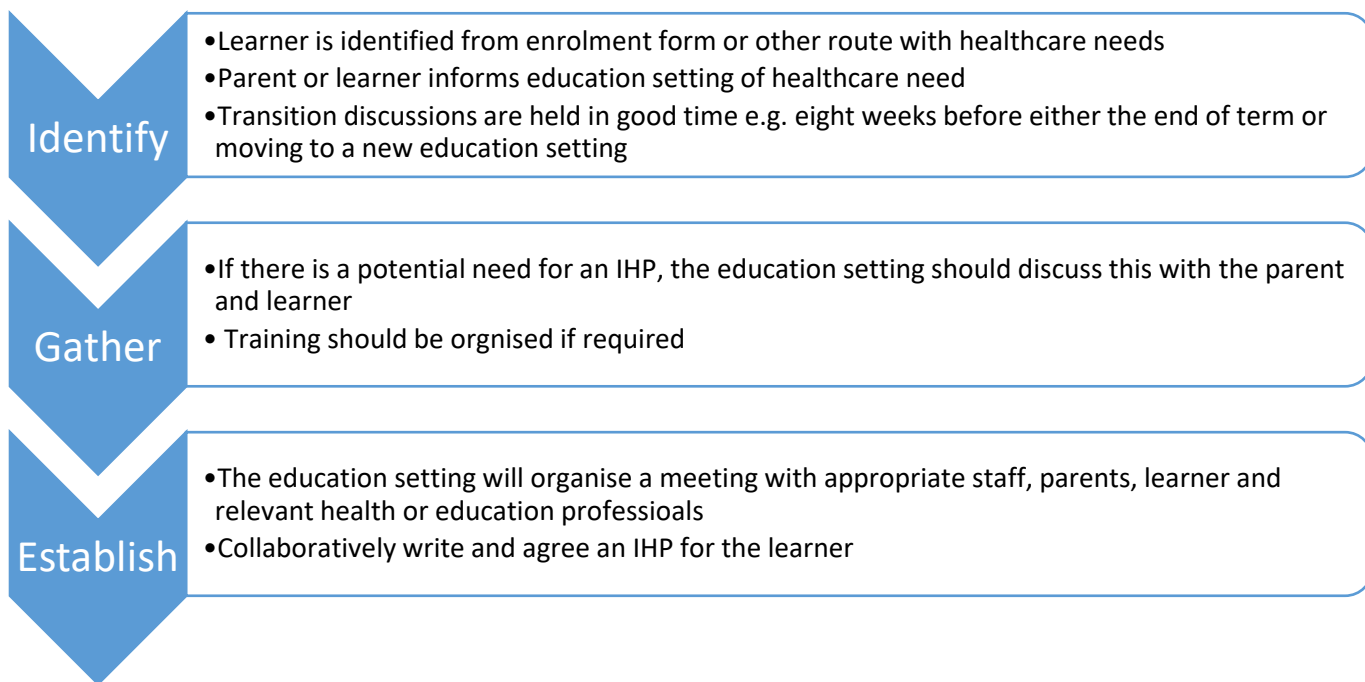 Identify
•Learner is identified from enrolment form or other route with healthcare needs
•Parent or learner informs education setting of healthcare need
•Transition discussions are held in good time e.g. eight weeks before either the end of term or
moving to a new education setting
Gather
•If there is a potential need for an IHP, the education setting should discuss this with the parent
and learner
• Training should be orgnised if required
Establish
•The education setting will organise a meeting with appropriate staff, parents, learner and
relevant health or education professioals
•Collaboratively write and agree an IHP for the learner